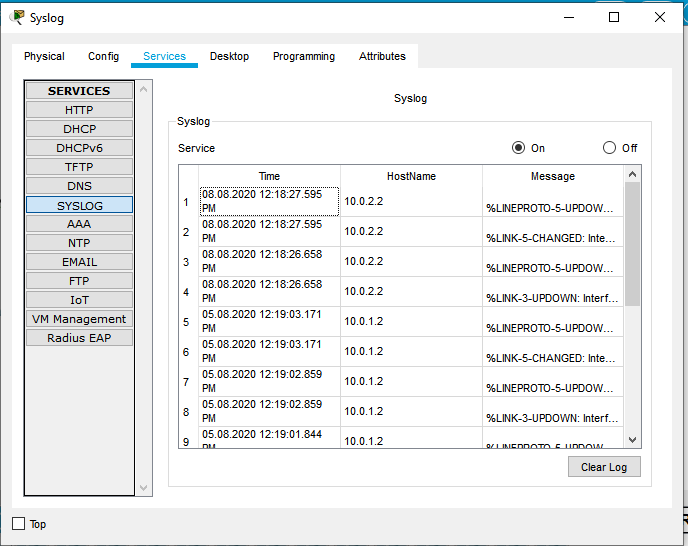 Syslog
Physical Config Services Desktop Programming Attributes
SERVICES
HTTP
DHCP
DHCPv6
TFTP
DNS
SYSLOG
AAA
NTP
EMAIL
FTP
IoT
VM Management
Radius EAP
Syslog
Syslog
Service On Off
Time HostName Message
1 08.08.2020 12:18:27.595 PM 10.0.2.2 %LINEPROTO-5-UPDOW...
2 08.08.2020 12:18:27.595 PM 10.0.2.2 %LINK-5-CHANGED: Inte...
3 08.08.2020 12:18:26.658 PM 10.0.2.2 %LINEPROTO-5-UPDOW...
4 08.08.2020 12:18:26.658 PM 10.0.2.2 %LINK-3-UPDOWN: Interf...
5 05.08.2020 12:19:03.171 PM 10.0.1.2 %LINEPROTO-5-UPDOW...
6 05.08.2020 12:19:03.171 PM 10.0.1.2 %LINK-5-CHANGED: Inte...
7 05.08.2020 12:19:02.859 PM 10.0.1.2 %LINEPROTO-5-UPDOW...
8 05.08.2020 12:19:02.859 PM 10.0.1.2 %LINK-3-UPDOWN: Interf...
9 05.08.2020 12:19:01.844 PM 10.0.1.2 %LINEPROTO-5-UPDOW...
Clear Log
Top